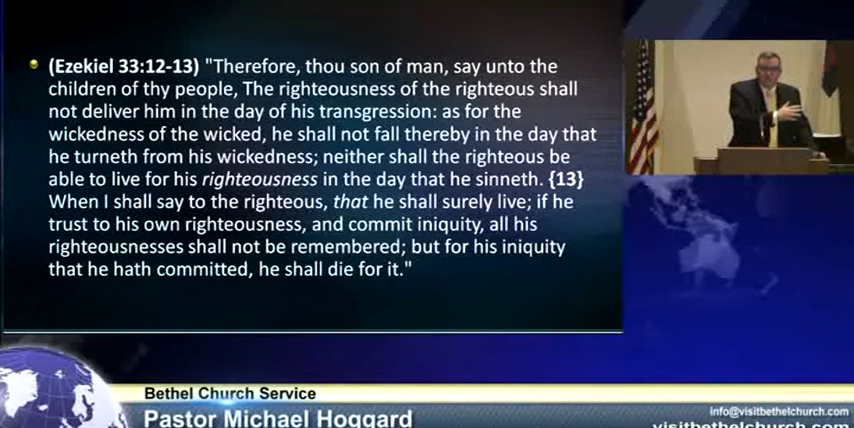 (Ezekiel 33:12-13) "Therefore, thou son of man, say unto the
children of thy people, The righteousness of the righteous shall
not deliver him in the day of his transgression: as for the
wickedness of the wicked, he shall not fall thereby in the day that
he turneth from his wickedness; neither shall the righteous be
able to live for his righteousness in the day that he sinneth. {13}
When I shall say to the righteous, that he shall surely live; if he
trust to his own righteousness, and commit iniquity, all his
righteousnesses shall not be remembered; but for his iniquity
that he hath committed, he shall die for it."
Bethel Church Service
Pastor Michael Hoggard
info@visitbethelchurch.com
visitbethelchurch.com